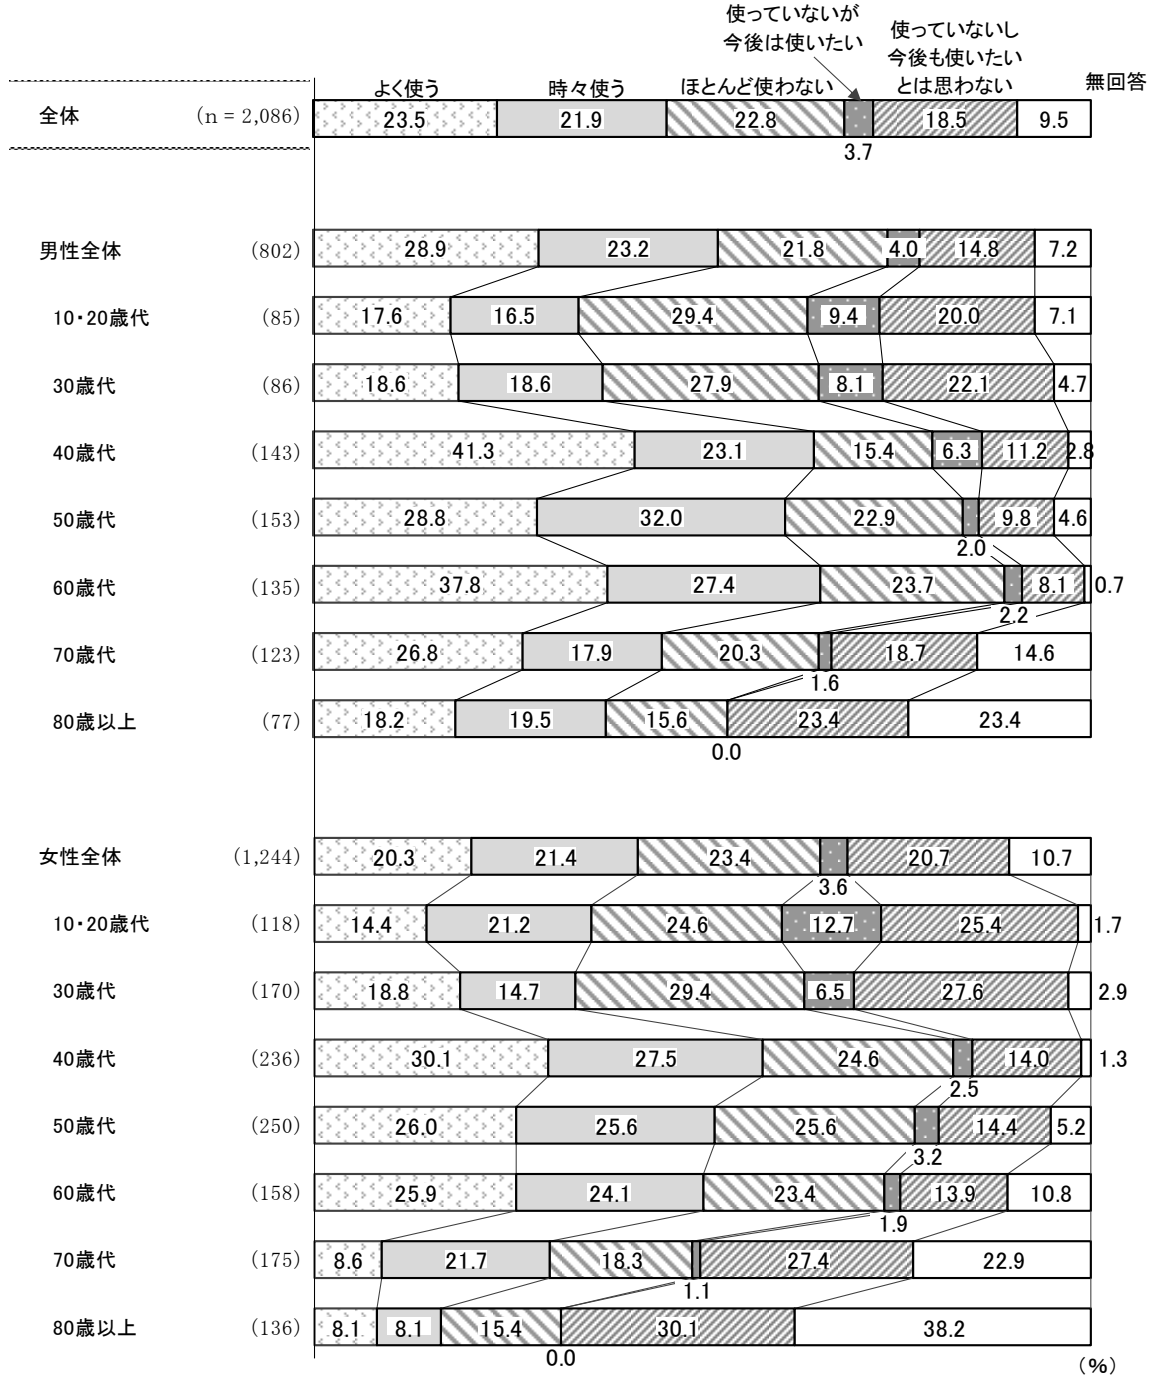 使っていないが
今後は使いたい
使っていないし
今後も使いたい
とは思わない
よく使う 時々使う ほとんど使わない 無回答
全体 (n = 2,086) 23.5 21.9 22.8 18.5 9.5
3.7
男性全体 (802) 28.9 23.2 21.8 4.0 14.8 7.2
10・20歳代 (85) 17.6 16.5 29.4 9.4 20.0 7.1
30歳代 (86) 18.6 18.6 27.9 8.1 22.1 4.7
40歳代 (143) 41.3 23.1 15.4 6.3 11.2 2.8
50歳代 (153) 28.8 32.0 22.9 9.8 4.6
2.0
60歳代 (135) 37.8 27.4 23.7 8.1 0.7
2.2
70歳代 (123) 26.8 17.9 20.3 18.7 14.6
1.6
80歳以上 (77) 18.2 19.5 15.6 23.4 23.4
0.0
女性全体 (1,244) 20.3 21.4 23.4 20.7 10.7
3.6
10・20歳代 (118) 14.4 21.2 24.6 12.7 25.4 1.7
30歳代 (170) 18.8 14.7 29.4 6.5 27.6 2.9
40歳代 (236) 30.1 27.5 24.6 14.0 1.3
2.5
50歳代 (250) 26.0 25.6 25.6 14.4 5.2
3.2
60歳代 (158) 25.9 24.1 23.4 13.9 10.8
1.9
70歳代 (175) 8.6 21.7 18.3 27.4 22.9
1.1
80歳以上 (136) 8.1 8.1 15.4 30.1 38.2
0.0
(%)